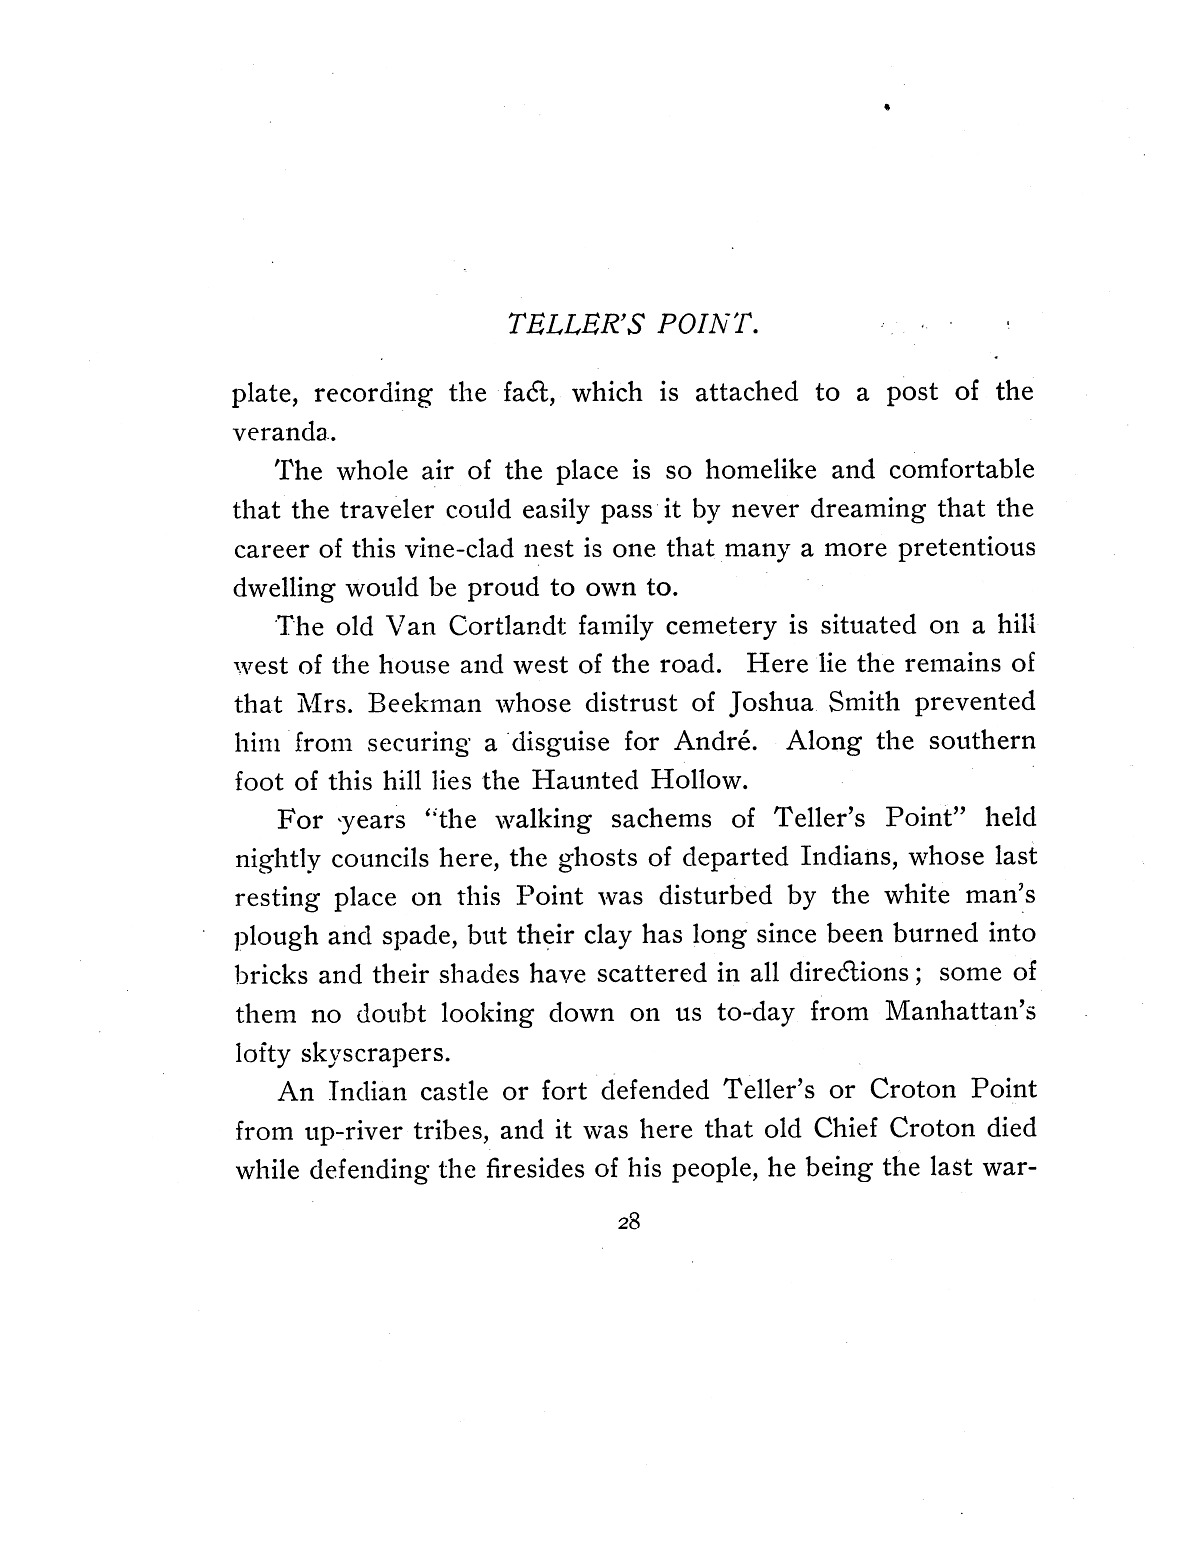 TELLER'S POINT.
plate, recording the fact, which is attached to a post of the
veranda.
The whole air of the place is so homelike and comfortable
that the traveler could easily pass it by never dreaming that the
career of this vine-clad nest is one that many a more pretentious
dwelling would be proud to own to.
The old Van Cortlandt family cemetery is situated on a hill
west of the house and west of the road. Here lie the remains of
that Mrs. Beekman whose distrust of Joshua Smith prevented
him from securing a disguise for André. Along the southern
foot of this hill lies the Haunted Hollow.
For years "the walking sachems of Teller's Point" held
nightly councils here, the ghosts of departed Indians, whose last
resting place on this Point was disturbed by the white man's
plough and spade, but their clay has long since been burned into
bricks and their shades have scattered in all directions; some of
them no doubt looking down on us to-day from Manhattan's
lofty skyscrapers.
An Indian castle or fort defended Teller's or Croton Point
from up-river tribes, and it was here that old Chief Croton died
while defending the firesides of his people, he being the last war-
28